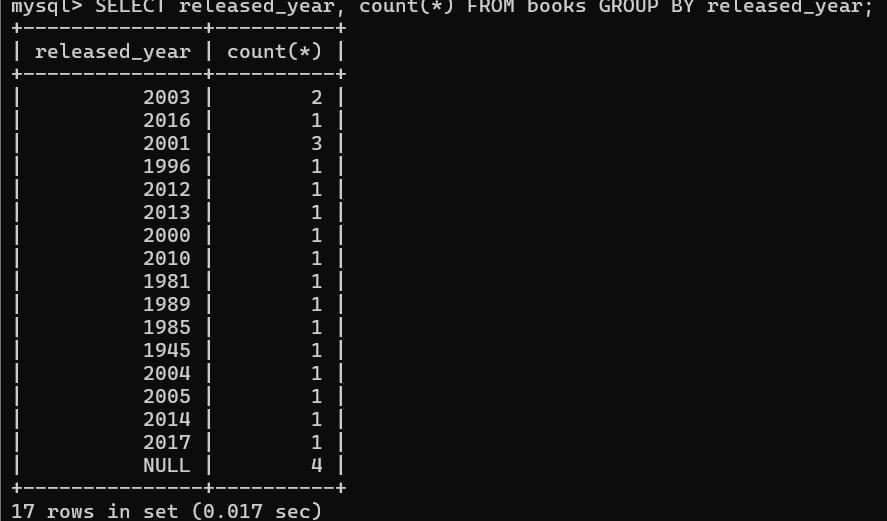 mysql> SELECT released_year, count(*) FROM books GROUP BY released_year;
+---------------+----------+
| released_year | count(*) |
+---------------+----------+
|          2003 |        2 |
|          2016 |        1 |
|          2001 |        3 |
|          1996 |        1 |
|          2012 |        1 |
|          2013 |        1 |
|          2000 |        1 |
|          2010 |        1 |
|          1981 |        1 |
|          1989 |        1 |
|          1985 |        1 |
|          1945 |        1 |
|          2004 |        1 |
|          2005 |        1 |
|          2014 |        1 |
|          2017 |        1 |
|          NULL |        4 |
+---------------+----------+
17 rows in set (0.017 sec)